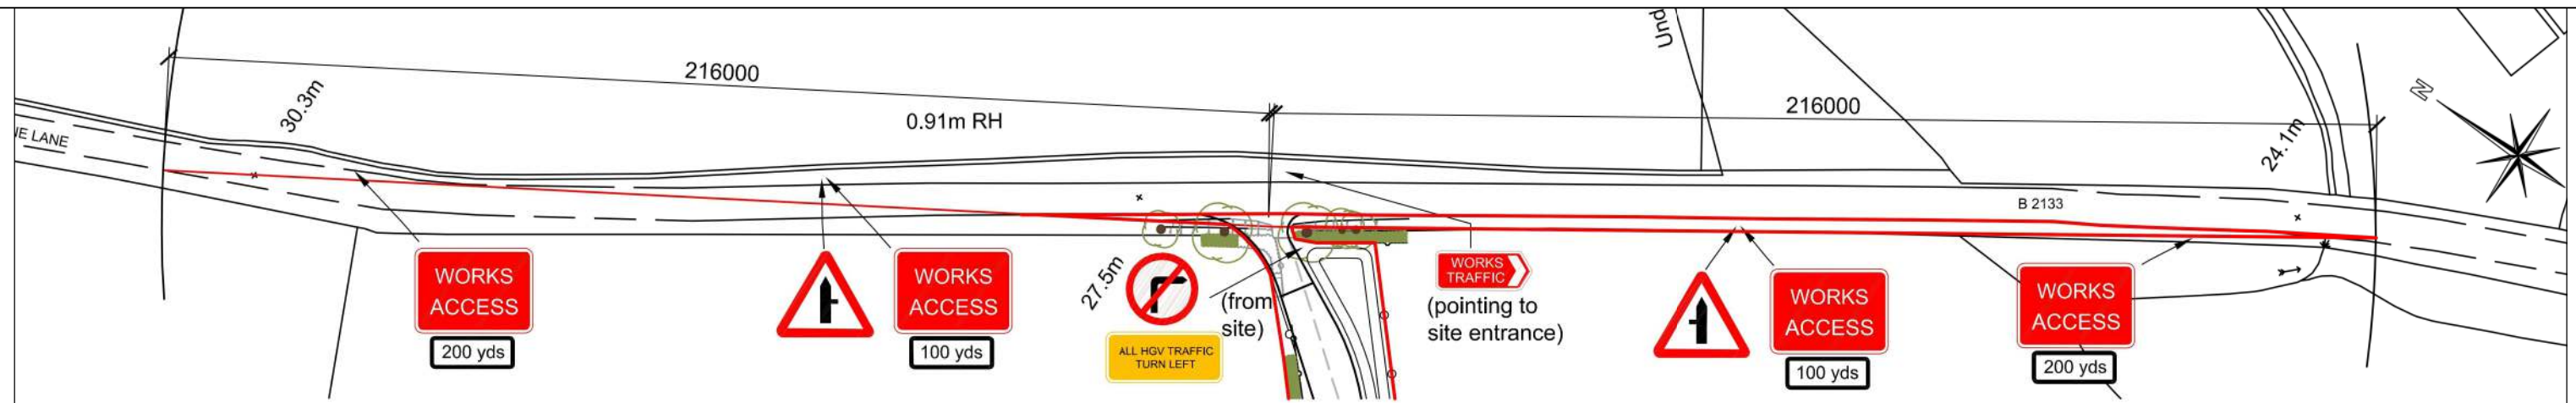 Unp
216000
216000
30.3m
0.91m RH
24.1m
N
NE LANE
B 2133
27.5m
WORKS
ACCESS
200 yds
WORKS
ACCESS
100 yds
ALL HGV TRAFFIC
TURN LEFT
(from
site)
WORKS
TRAFFIC
(pointing to
site entrance)
WORKS
ACCESS
100 yds
WORKS
ACCESS
200 yds